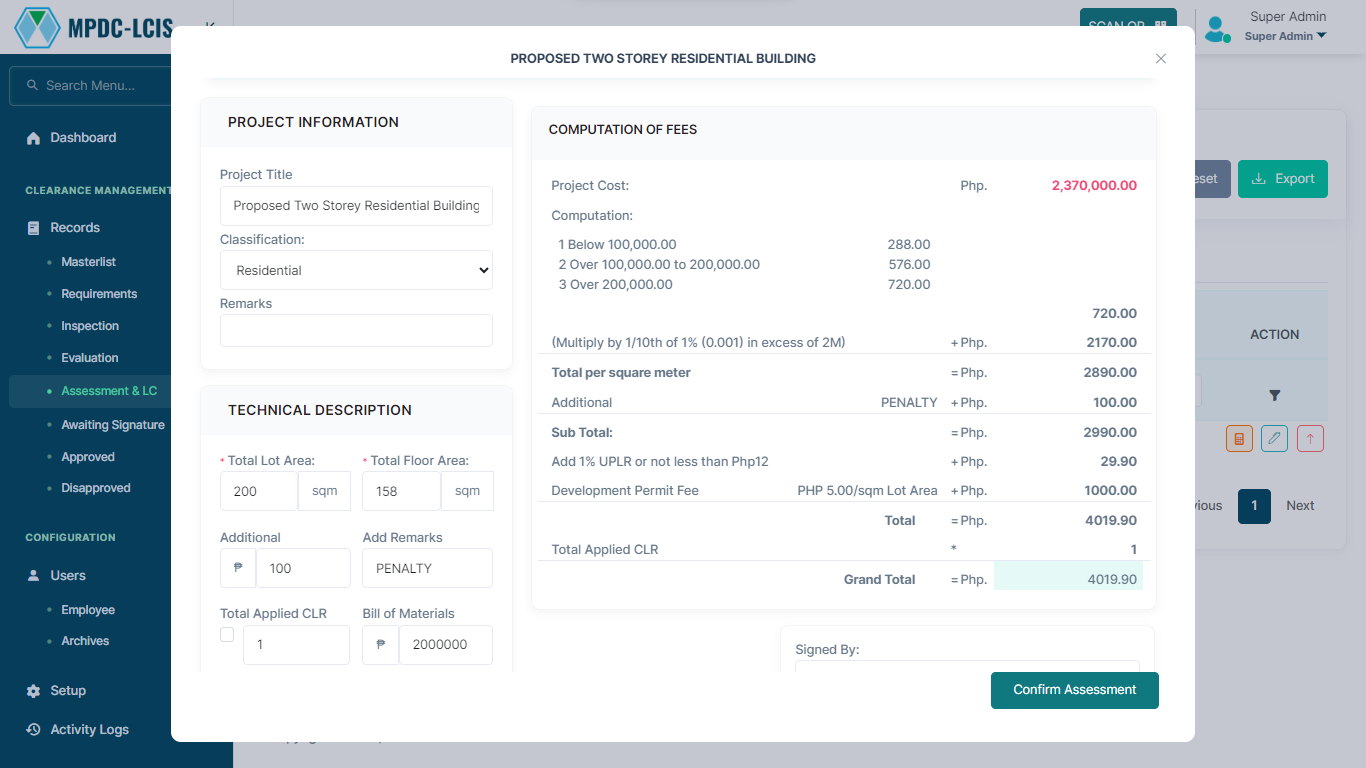 MPDC-LCIS
SCAN QR
Super Admin
Super Admin
Search Menu...
Dashboard
CLEARANCE MANAGEMENT
Records
Masterlist
Requirements
Inspection
Evaluation
Assessment & LC
Awaiting Signature
Approved
Disapproved
CONFIGURATION
Users
Employee
Archives
Setup
Activity Logs
PROPOSED TWO STOREY RESIDENTIAL BUILDING
PROJECT INFORMATION
Project Title
Proposed Two Storey Residential Building
Classification:
Residential
Remarks
TECHNICAL DESCRIPTION
* Total Lot Area: * Total Floor Area:
200 sqm 158 sqm
Additional Add Remarks
₱ 100 PENALTY
Total Applied CLR Bill of Materials
1 ₱ 2000000
COMPUTATION OF FEES
Project Cost: Php. 2,370,000.00
Computation:
1 Below 100,000.00 288.00
2 Over 100,000.00 to 200,000.00 576.00
3 Over 200,000.00 720.00
720.00
(Multiply by 1/10th of 1% (0.001) in excess of 2M) + Php. 2170.00
Total per square meter = Php. 2890.00
Additional PENALTY + Php. 100.00
Sub Total: = Php. 2990.00
Add 1% UPLR or not less than Php12 + Php. 29.90
Development Permit Fee PHP 5.00/sqm Lot Area + Php. 1000.00
Total = Php. 4019.90
Total Applied CLR * 1
Grand Total = Php. 4019.90
Signed By:
Confirm Assessment
Export
ACTION
1 Next